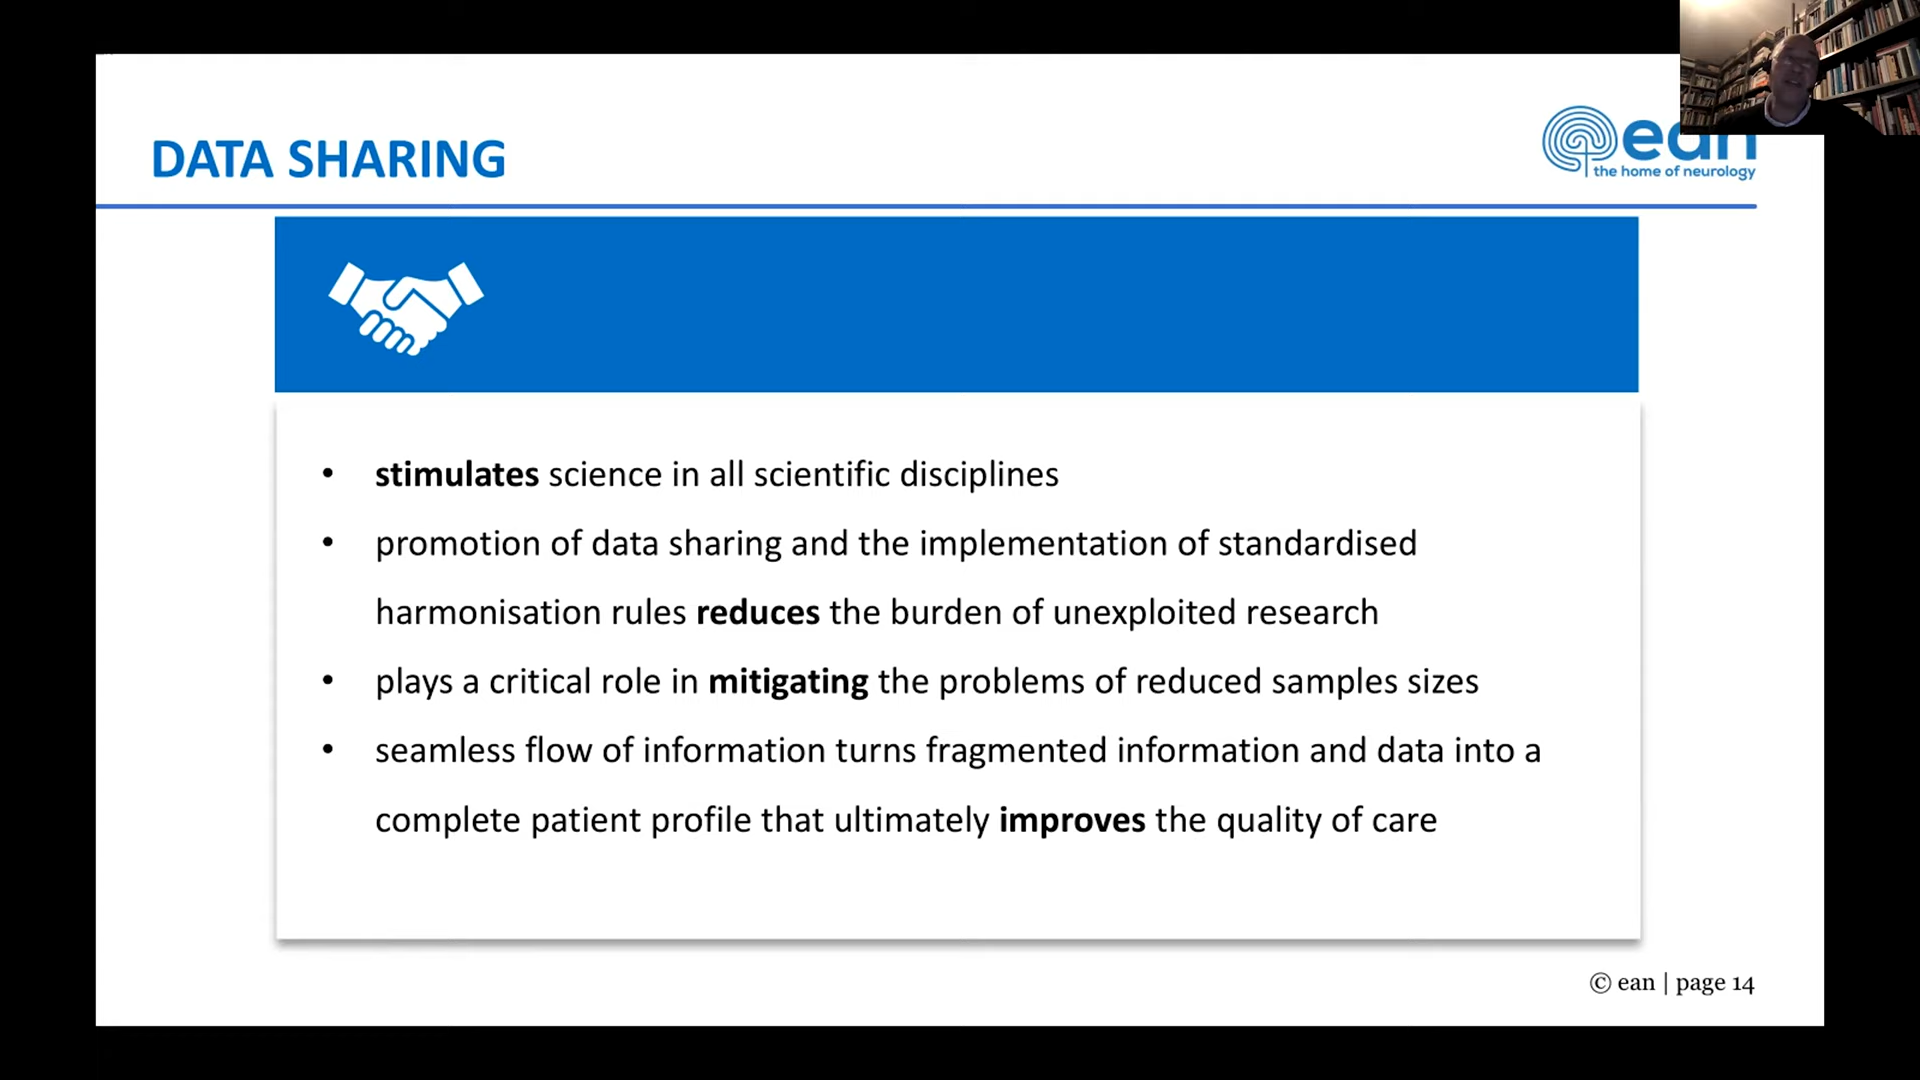 DATA SHARING
ean
the home of neurology
• stimulates science in all scientific disciplines
• promotion of data sharing and the implementation of standardised
harmonisation rules reduces the burden of unexploited research
• plays a critical role in mitigating the problems of reduced samples sizes
• seamless flow of information turns fragmented information and data into a
complete patient profile that ultimately improves the quality of care
© ean | page 14